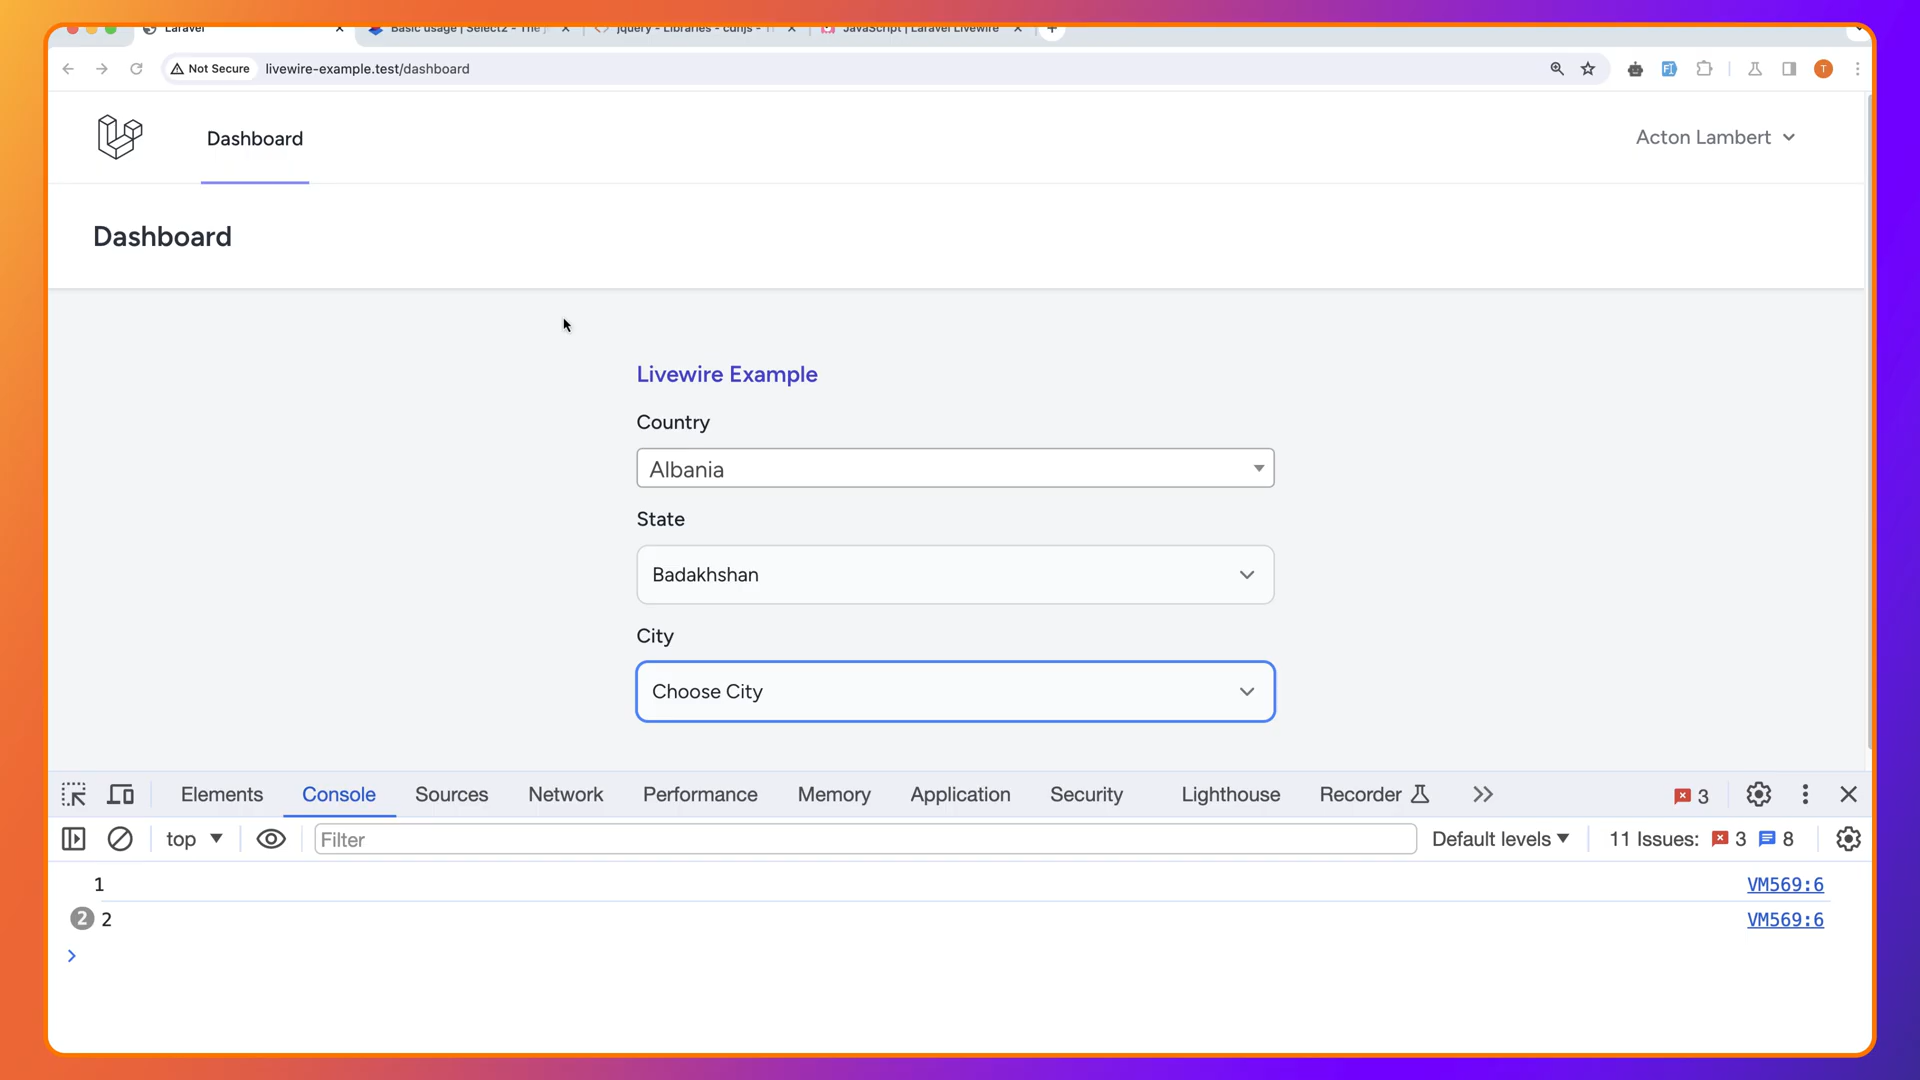 Laravel
Basic usage | Select2 - The j
jquery - Libraries - cdnjs - T
JavaScript | Laravel Livewire
Not Secure
livewire-example.test/dashboard
T
Dashboard
Acton Lambert
Dashboard
Livewire Example
Country
Albania
State
Badakhshan
City
Choose City
Elements
Console
Sources
Network
Performance
Memory
Application
Security
Lighthouse
Recorder
3
top
Filter
Default levels
11 Issues: 3 8
1 VM569:6
2 2 VM569:6